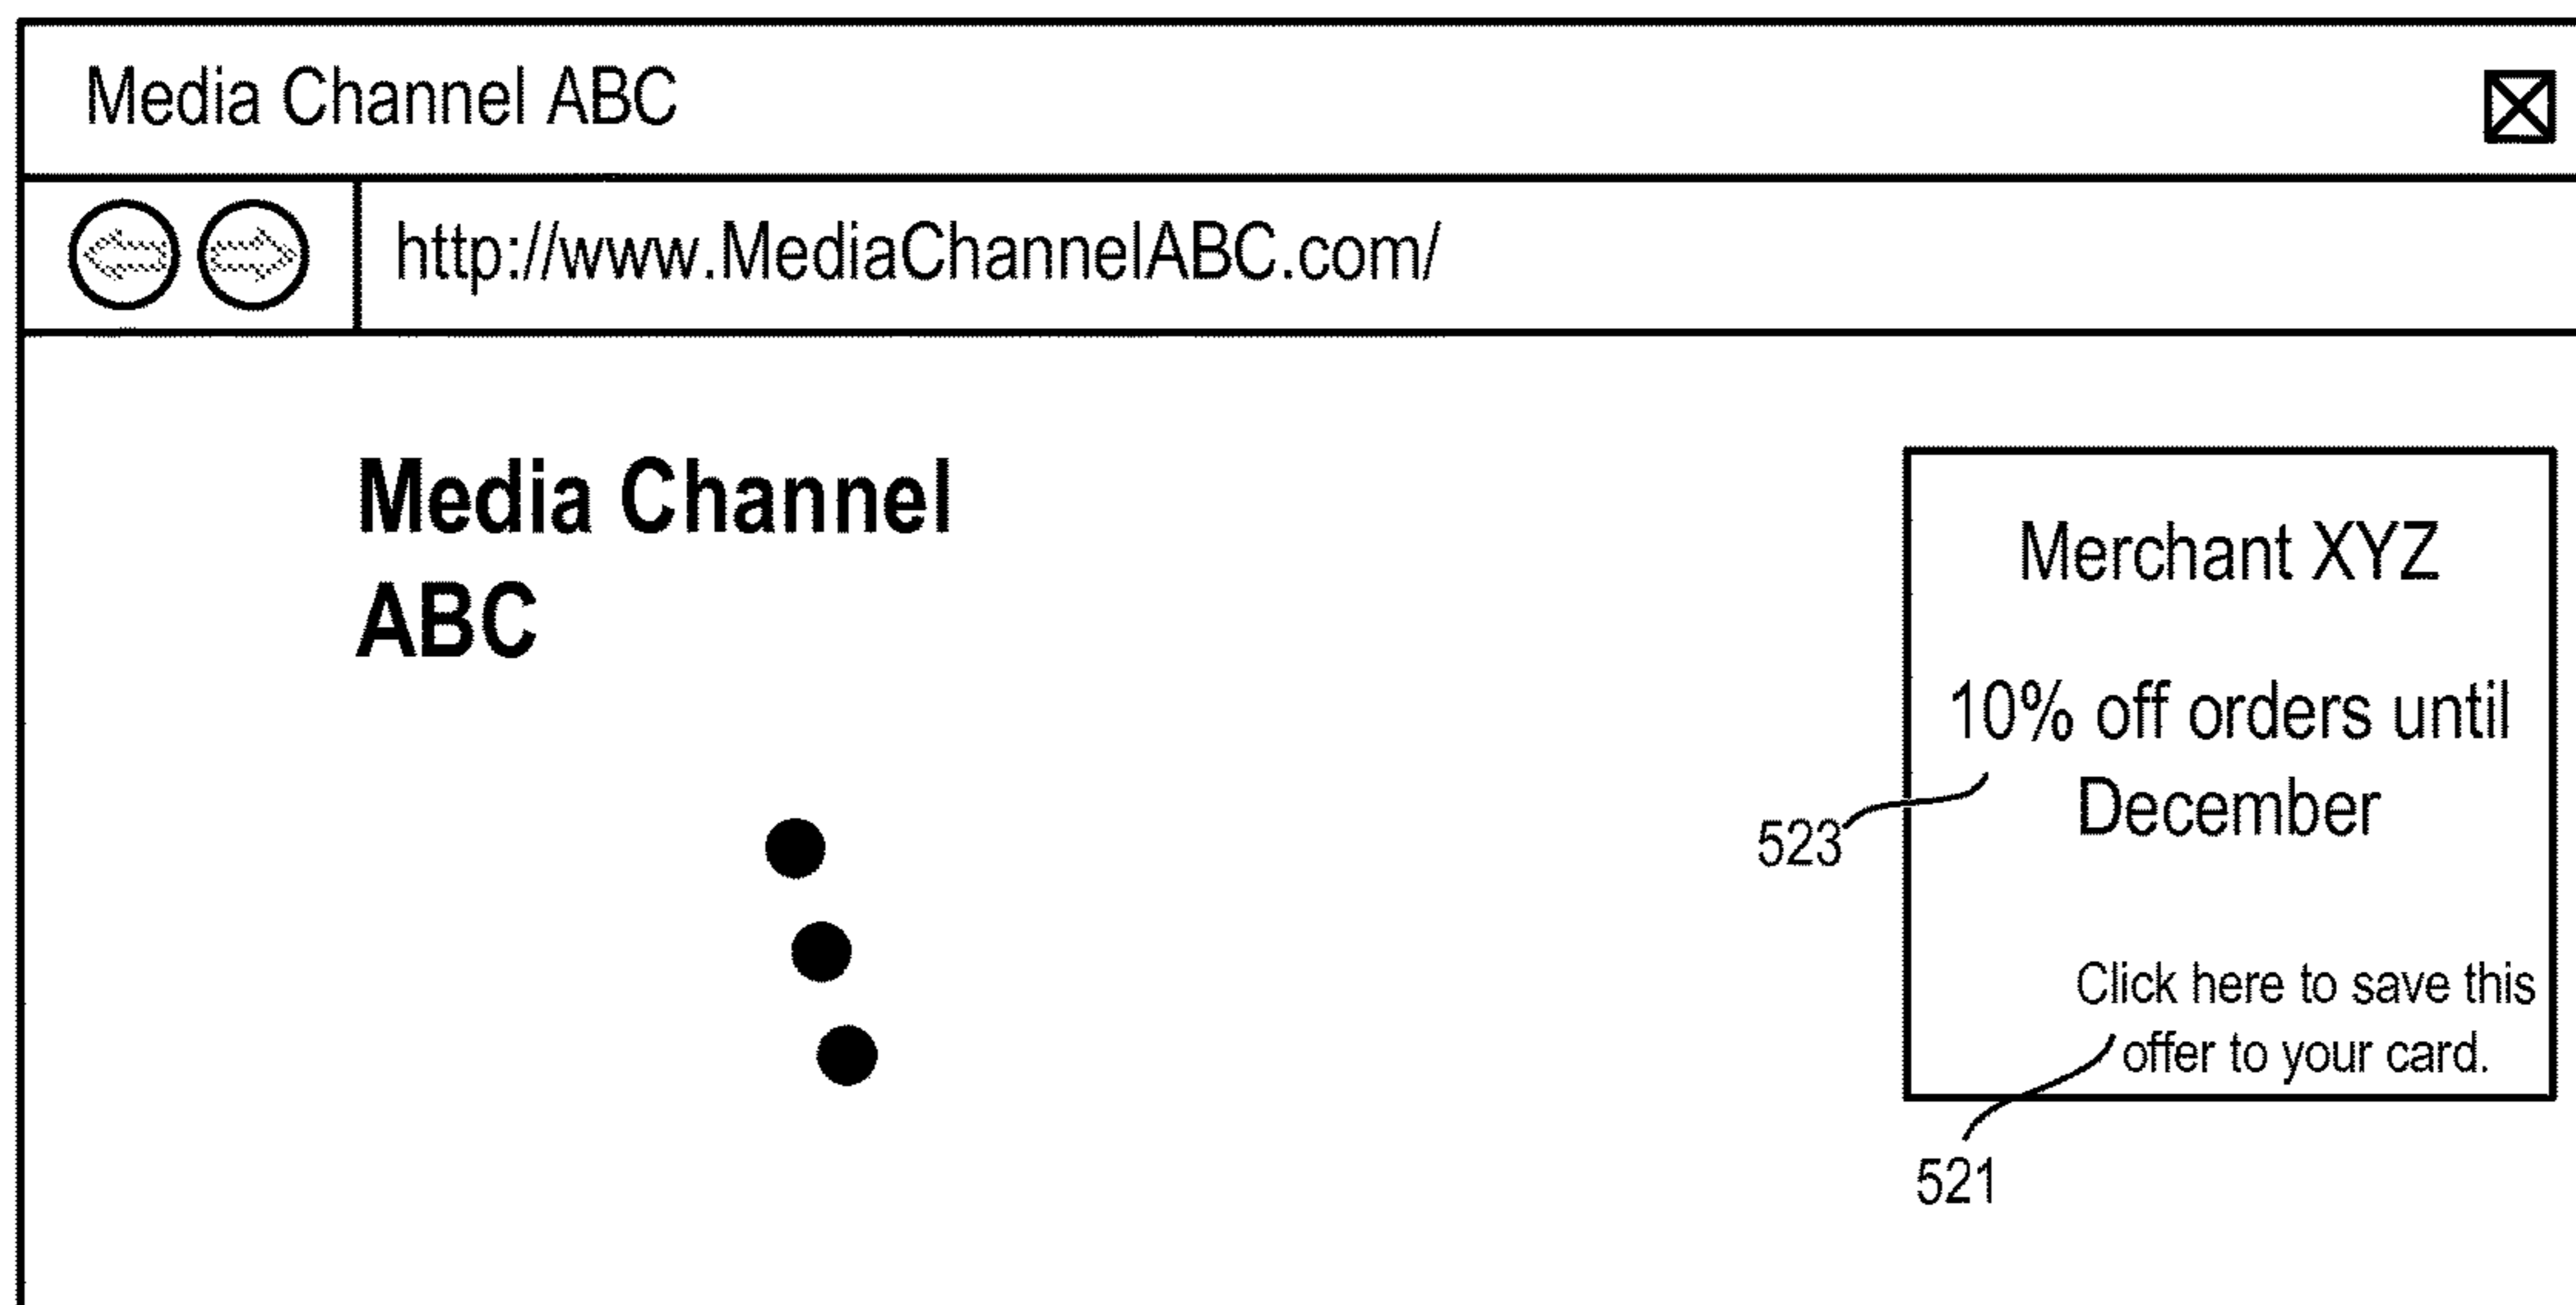 Media Channel ABC
http://www.MediaChannelABC.com/
Media Channel
ABC
Merchant XYZ
10% off orders until
December
523
Click here to save this
offer to your card.
521